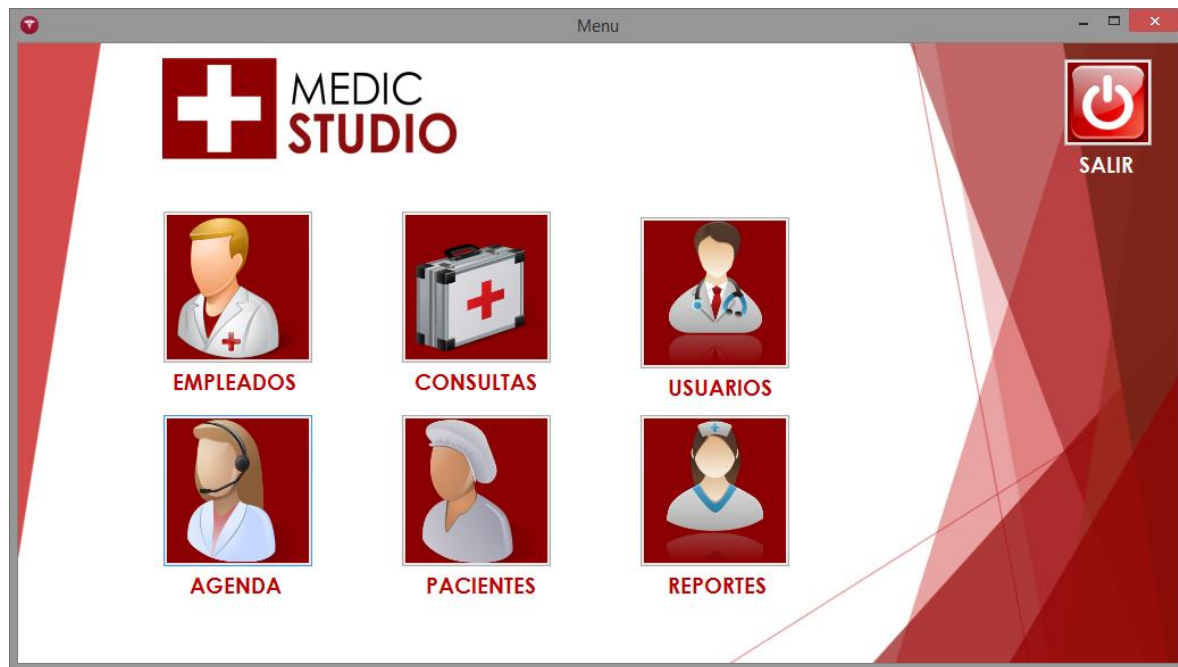 Menu
MEDIC
STUDIO
SALIR
EMPLEADOS
CONSULTAS
USUARIOS
AGENDA
PACIENTES
REPORTES